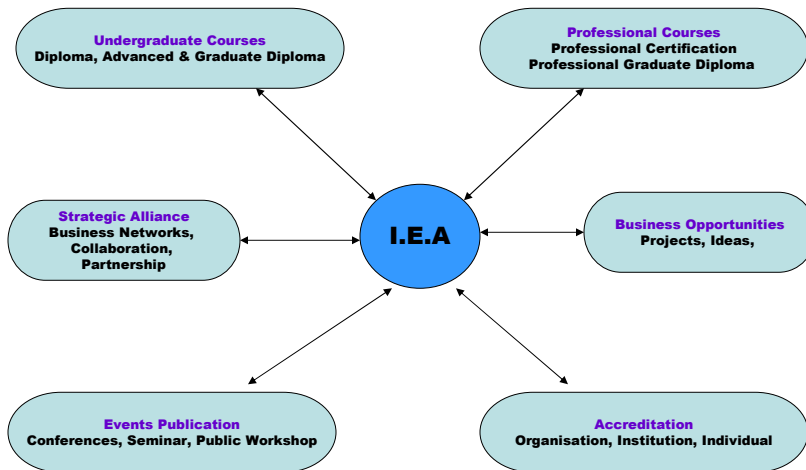 Undergraduate Courses
Diploma, Advanced & Graduate Diploma
Professional Courses
Professional Certification
Professional Graduate Diploma
Strategic Alliance
Business Networks,
Collaboration,
Partnership
I.E.A
Business Opportunities
Projects, Ideas,
Events Publication
Conferences, Seminar, Public Workshop
Accreditation
Organisation, Institution, Individual